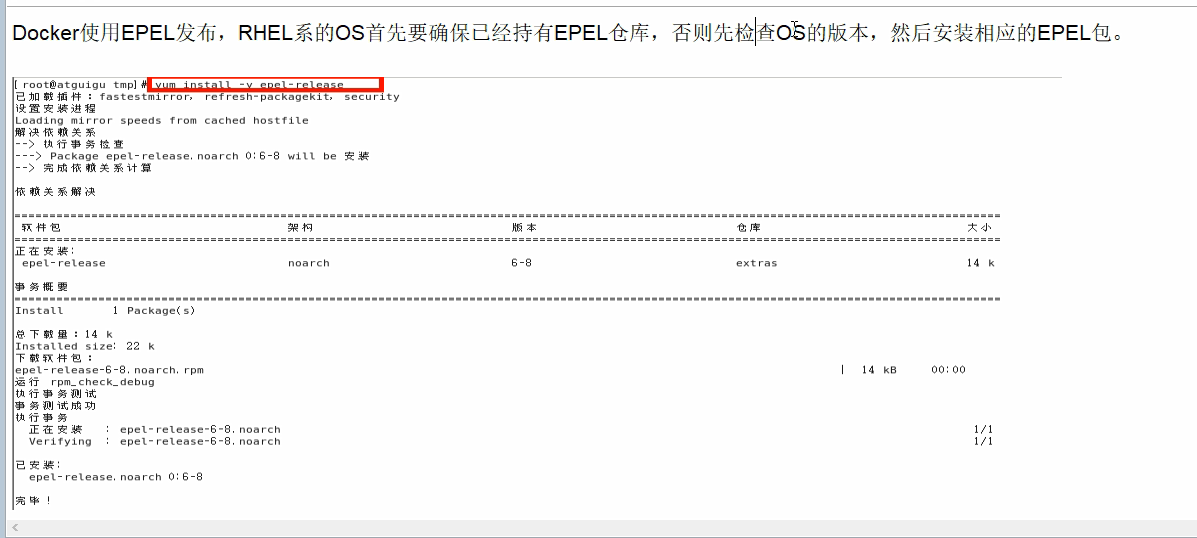 Docker使用EPEL发布，RHEL系的OS首先要确保已经持有EPEL仓库，否则先检查OS的版本，然后安装相应的EPEL包。
[root@atguigu tmp]# yum install -y epel-release
已加载插件：fastestmirror, refresh-packagekit, security
设置安装进程
Loading mirror speeds from cached hostfile
解决依赖关系
--> 执行事务检查
---> Package epel-release.noarch 0:6-8 will be 安装
--> 完成依赖关系计算
依赖关系解决
================================================================================
软件包 架构 版本 仓库 大小
================================================================================
正在安装:
epel-release noarch 6-8 extras 14 k
事务概要
================================================================================
Install 1 Package(s)
总下载量：14 k
Installed size: 22 k
下载软件包：
epel-release-6-8.noarch.rpm | 14 kB 00:00
运行 rpm_check_debug
执行事务测试
事务测试成功
执行事务
正在安装 : epel-release-6-8.noarch 1/1
Verifying : epel-release-6-8.noarch 1/1
已安装:
epel-release.noarch 0:6-8
完毕！